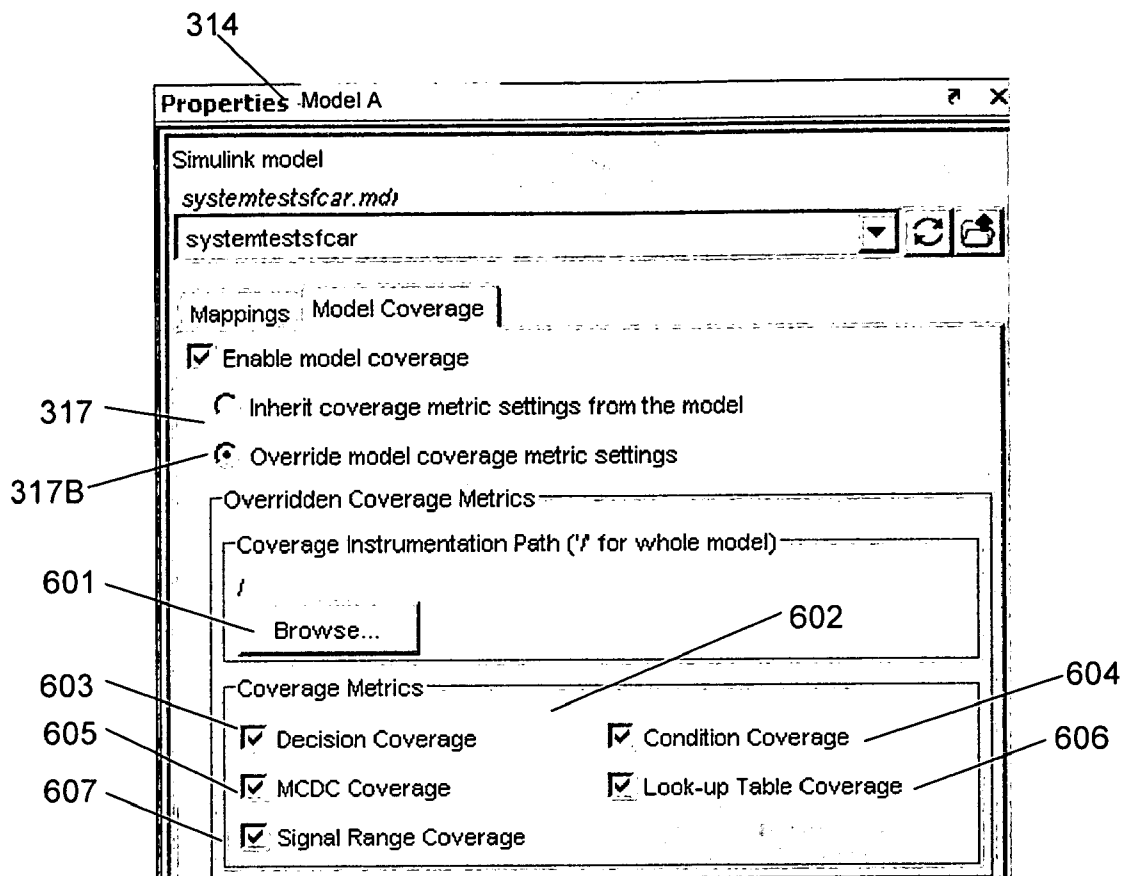 314
Properties - Model A
Simulink model
systemtestsfcar.mdl
systemtestsfcar
Mappings Model Coverage
Enable model coverage
317 Inherit coverage metric settings from the model
317B Override model coverage metric settings
Overridden Coverage Metrics
Coverage Instrumentation Path ('/' for whole model)
/
601 Browse...
602
603 Coverage Metrics 604
605 Decision Coverage Condition Coverage 606
607 MCDC Coverage Look-up Table Coverage
Signal Range Coverage